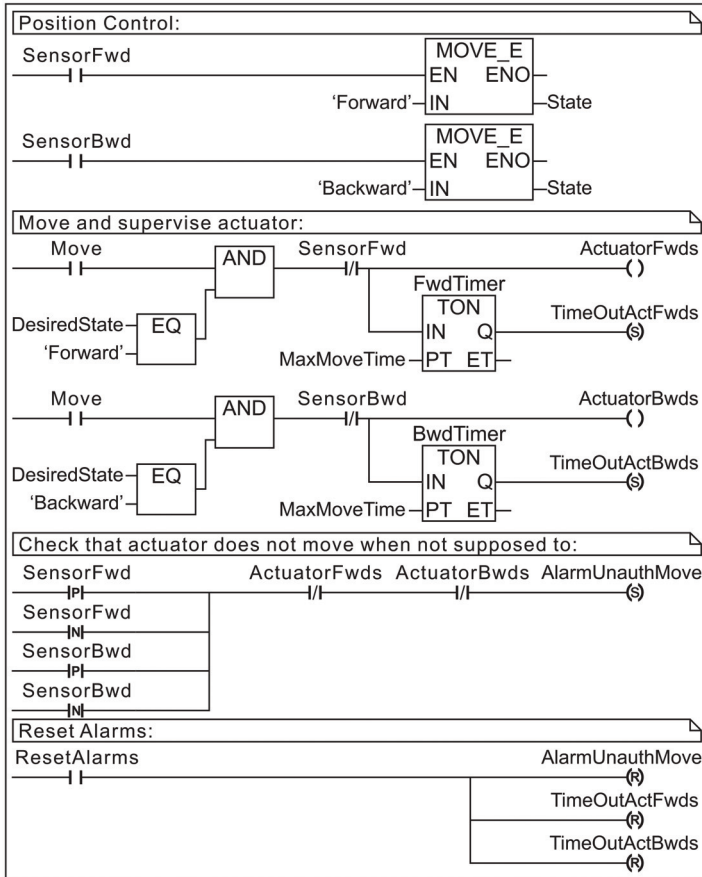 Position Control:
SensorFwd
MOVE_E
EN ENO
'Forward' IN State
SensorBwd
MOVE_E
EN ENO
'Backward' IN State
Move and supervise actuator:
Move AND SensorFwd ActuatorFwds
FwdTimer
TON
DesiredState EQ IN Q TimeOutActFwds
'Forward'
MaxMoveTime PT ET
Move AND SensorBwd ActuatorBwds
BwdTimer
TON
DesiredState EQ IN Q TimeOutActBwds
'Backward'
MaxMoveTime PT ET
Check that actuator does not move when not supposed to:
SensorFwd ActuatorFwds ActuatorBwds AlarmUnauthMove
P S
SensorFwd
N
SensorBwd
P
SensorBwd
N
Reset Alarms:
ResetAlarms AlarmUnauthMove
R
TimeOutActFwds
R
TimeOutActBwds
R